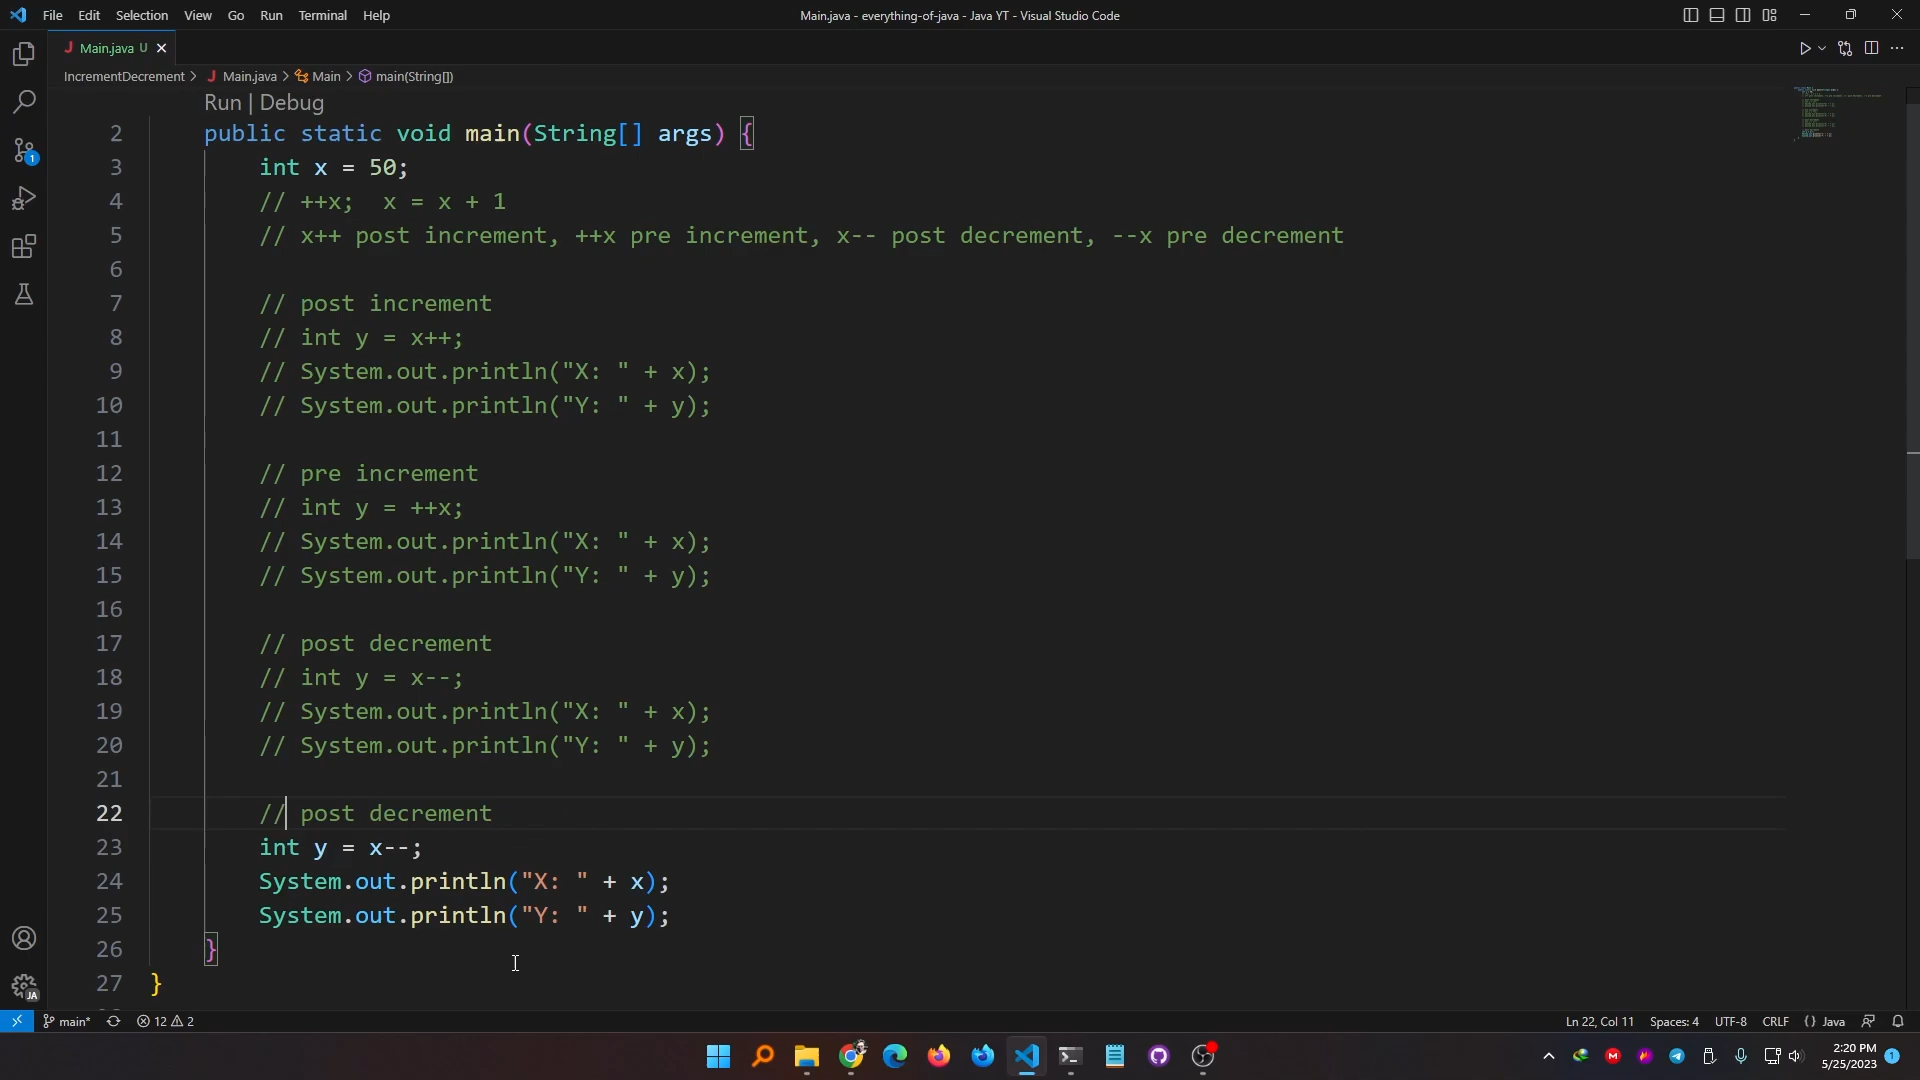 File Edit Selection View Go Run Terminal Help
Main.java - everything-of-java - Java YT - Visual Studio Code
J Main.java U
IncrementDecrement > J Main.java > Main > main(String[])
Run | Debug
2 public static void main(String[] args) {
3 int x = 50;
4 // ++x; x = x + 1
5 // x++ post increment, ++x pre increment, x-- post decrement, --x pre decrement
6
7 // post increment
8 // int y = x++;
9 // System.out.println("X: " + x);
10 // System.out.println("Y: " + y);
11
12 // pre increment
13 // int y = ++x;
14 // System.out.println("X: " + x);
15 // System.out.println("Y: " + y);
16
17 // post decrement
18 // int y = x--;
19 // System.out.println("X: " + x);
20 // System.out.println("Y: " + y);
21
22 // post decrement
23 int y = x--;
24 System.out.println("X: " + x);
25 System.out.println("Y: " + y);
26 }
27 }
1
JA
main* 12 2
Ln 22, Col 11 Spaces: 4 UTF-8 CRLF {} Java
2:20 PM
5/25/2023
1